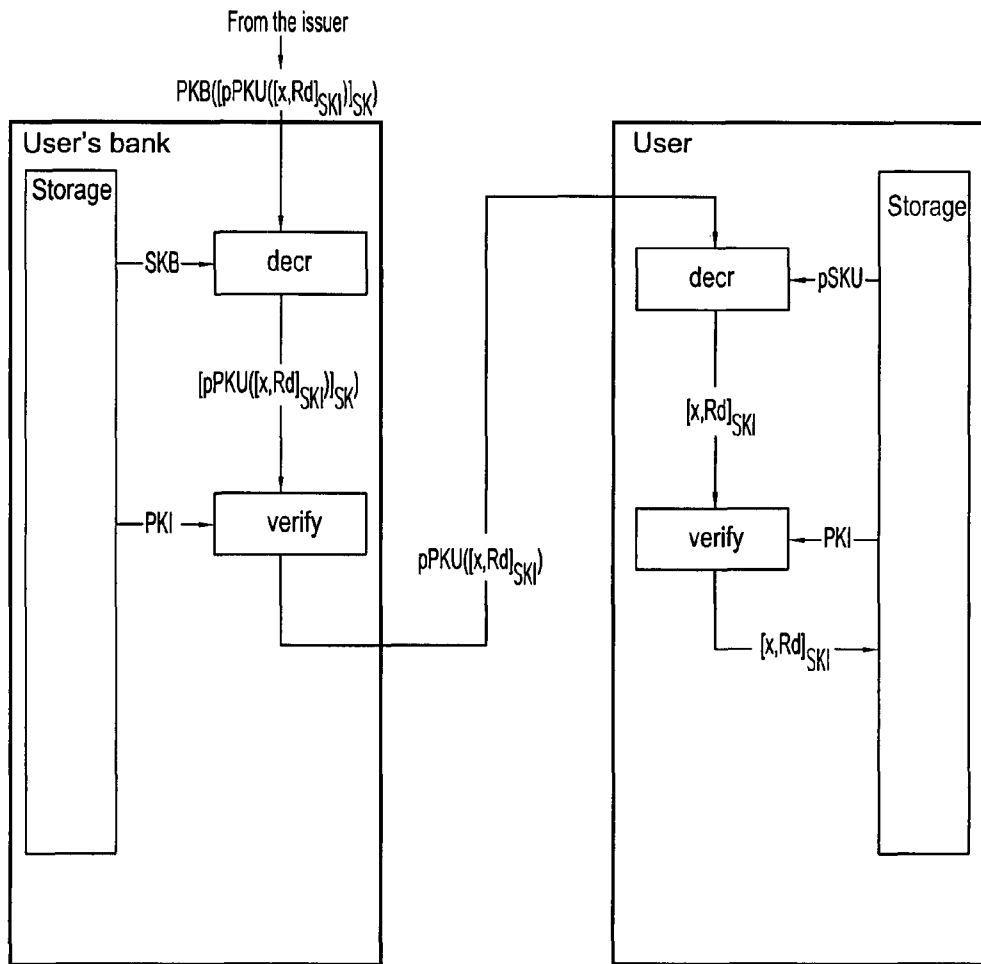 From the issuer
PKB([pPKU([x,Rd]SKI)]SK)
User's bank
Storage
SKB
decr
[pPKU([x,Rd]SKI)]SK)
PKI
verify
pPKU([x,Rd]SKI)
User
Storage
decr
pSKU
[x,Rd]SKI
verify
PKI
[x,Rd]SKI